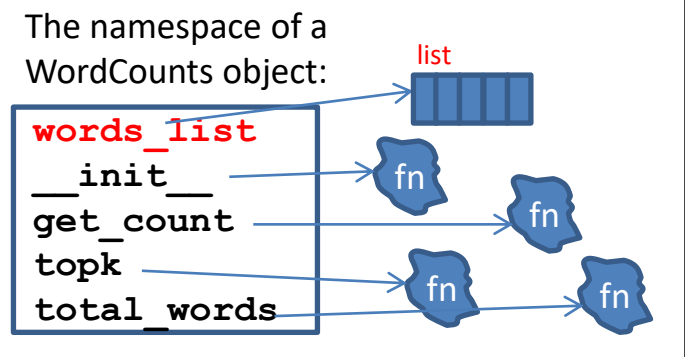 The namespace of a
WordCounts object:
list
words_list
__init__
fn
get_count
fn
topk
fn
total_words
fn